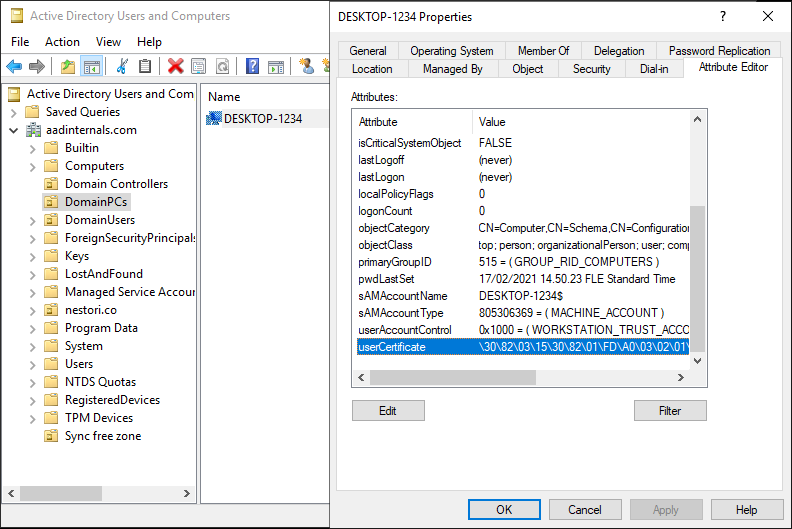 Active Directory Users and Computers
File Action View Help
Active Directory Users and Com
Saved Queries
aadinternals.com
Builtin
Computers
Domain Controllers
DomainPCs
DomainUsers
ForeignSecurityPrincipals
Keys
LostAndFound
Managed Service Accoun
nestori.co
Program Data
System
Users
NTDS Quotas
RegisteredDevices
TPM Devices
Sync free zone
Name
DESKTOP-1234
DESKTOP-1234 Properties
General Operating System Member Of Delegation Password Replication
Location Managed By Object Security Dial-in Attribute Editor
Attributes:
Attribute Value
isCriticalSystemObject FALSE
lastLogoff (never)
lastLogon (never)
localPolicyFlags 0
logonCount 0
objectCategory CN=Computer,CN=Schema,CN=Configuration
objectClass top; person; organizationalPerson; user; comp
primaryGroupID 515 = ( GROUP_RID_COMPUTERS )
pwdLastSet 17/02/2021 14.50.23 FLE Standard Time
sAMAccountName DESKTOP-1234$
sAMAccountType 805306369 = ( MACHINE_ACCOUNT )
userAccountControl 0x1000 = ( WORKSTATION_TRUST_ACCO
userCertificate \30\82\03\15\30\82\01\FD\A0\03\02\01\
Edit Filter
OK Cancel Apply Help